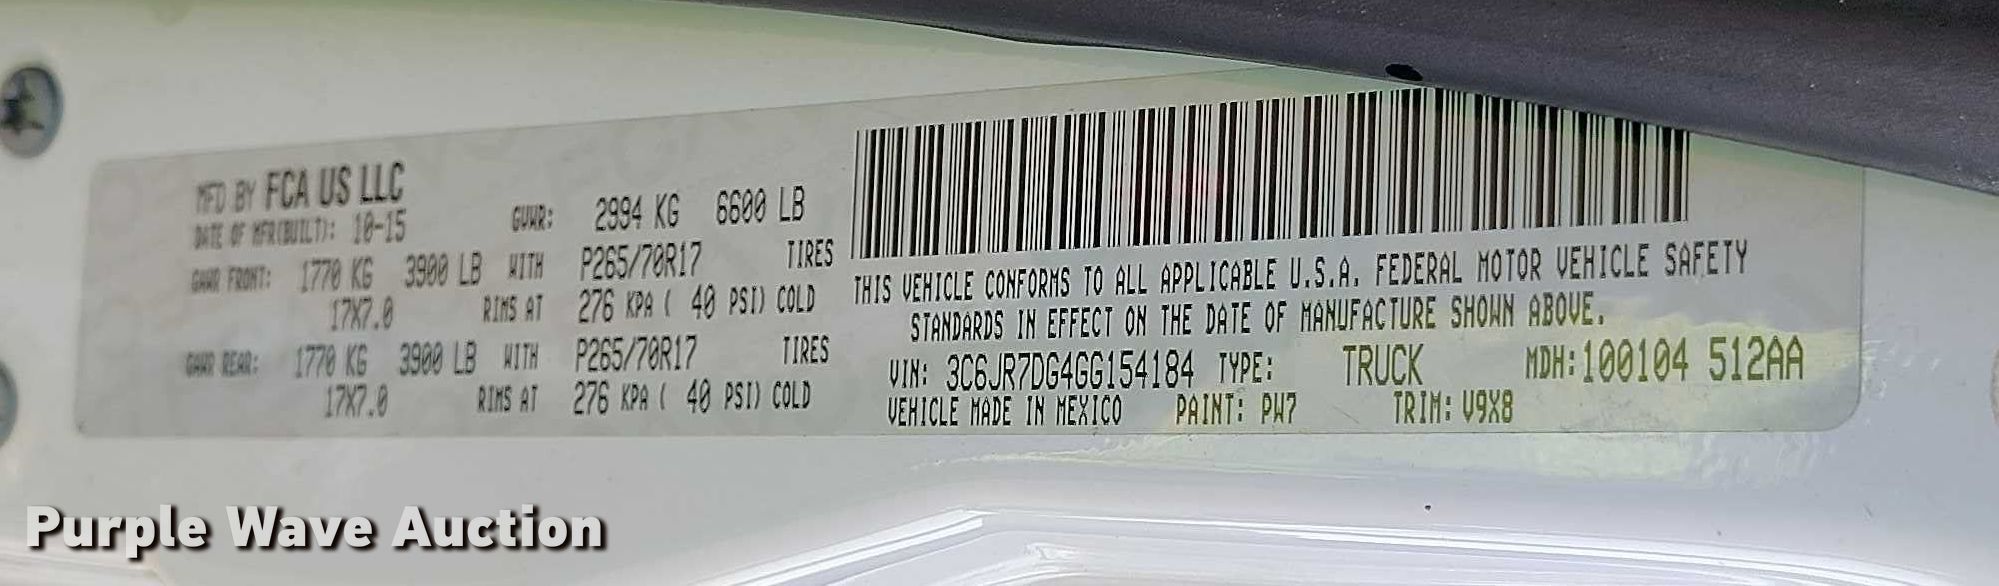 MFD BY FCA US LLC
DATE OF MFR(BUILT): 10-15 GVWR: 2994 KG 6600 LB
GAWR FRONT: 1770 KG 3900 LB WITH P265/70R17 TIRES
17X7.0 RIMS AT 276 KPA ( 40 PSI) COLD
GAWR REAR: 1770 KG 3900 LB WITH P265/70R17 TIRES
17X7.0 RIMS AT 276 KPA ( 40 PSI) COLD
THIS VEHICLE CONFORMS TO ALL APPLICABLE U.S.A. FEDERAL MOTOR VEHICLE SAFETY
STANDARDS IN EFFECT ON THE DATE OF MANUFACTURE SHOWN ABOVE.
VIN: 3C6JR7DG4GG154184 TYPE: TRUCK MDH:100104 512AA
VEHICLE MADE IN MEXICO PAINT: PW7 TRIM: V9X8
Purple Wave Auction